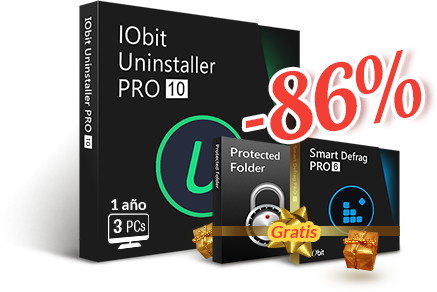 IObit
Uninstaller
PRO 10
IObit Uninstaller PRO 10
-86%
Protected Folder
Protected
Folder
Smart Defrag
PRO 6
1 año
3 PCs
Gratis
IObit